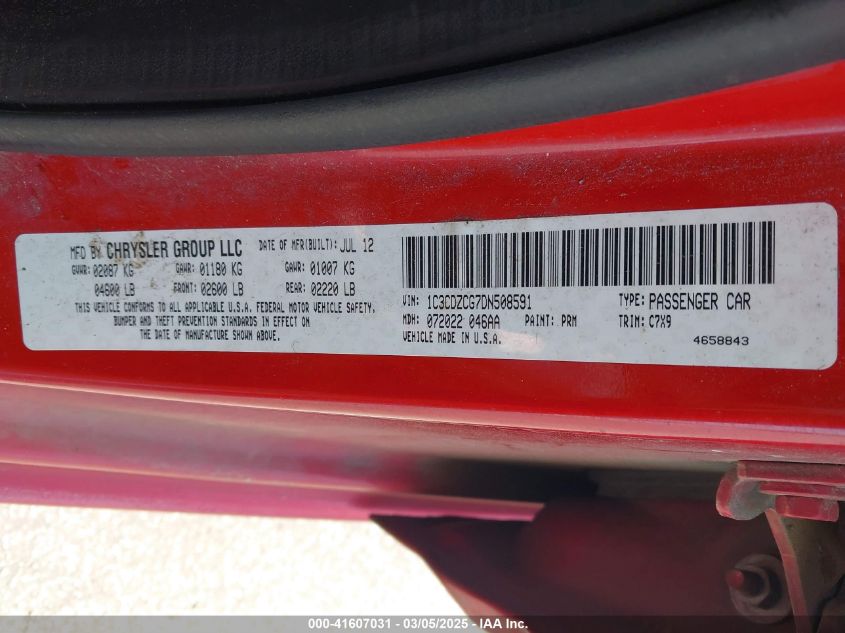 MFD BY CHRYSLER GROUP LLC DATE OF MFR(BUILT): JUL 12
GVWR: 02087 KG GAWR: 01180 KG GAWR: 01007 KG
04600 LB FRONT: 02600 LB REAR: 02220 LB
THIS VEHICLE CONFORMS TO ALL APPLICABLE U.S.A. FEDERAL MOTOR VEHICLE SAFETY,
BUMPER AND THEFT PREVENTION STANDARDS IN EFFECT ON
THE DATE OF MANUFACTURE SHOWN ABOVE.
VIN: 1C3CDZCG7DN508591 TYPE: PASSENGER CAR
MDH: 072022 046AA PAINT: PRM TRIM: C7X9
VEHICLE MADE IN U.S.A. 4658843
000-41607031 - 03/05/2025 - IAA Inc.